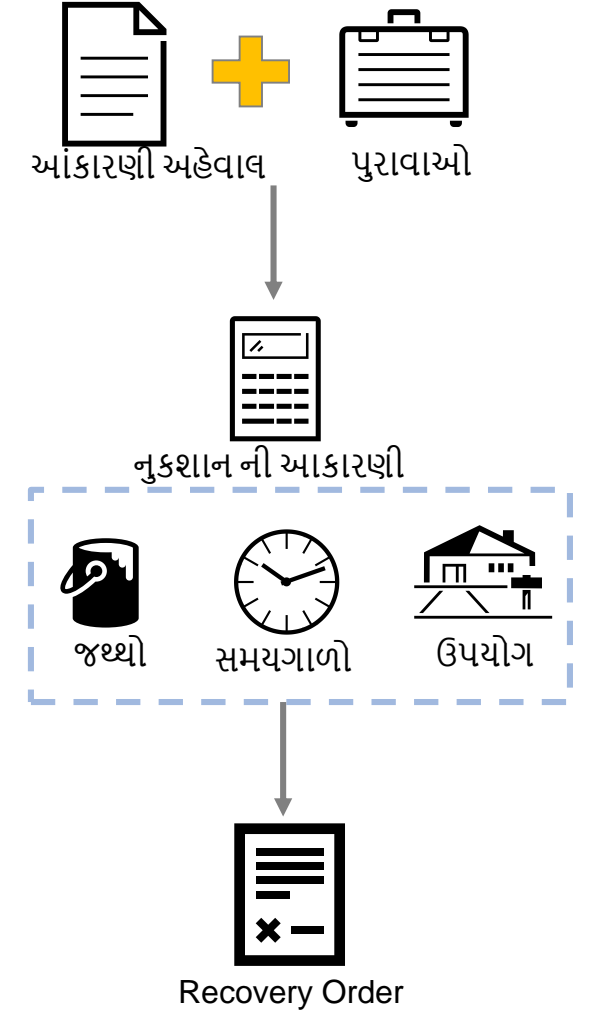 આંકારણી અહેવાલ
પુરાવાઓ
નુકશાન ની આકારણી
જથ્થો
સમયગાળો
ઉપયોગ
Recovery Order